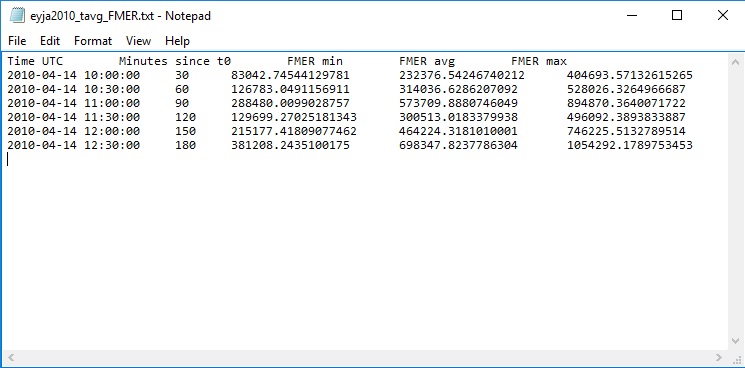 eyja2010_tavg_FMER.txt - Notepad
File Edit Format View Help
Time UTC Minutes since t0 FMER min FMER avg FMER max
2010-04-14 10:00:00 30 83042.74544129781 232376.54246740212 404693.57132615265
2010-04-14 10:30:00 60 126783.0491156911 314036.6286207092 528026.3264966687
2010-04-14 11:00:00 90 288480.0099028757 573709.8880746049 894870.3640071722
2010-04-14 11:30:00 120 129699.27025181343 300513.0183379938 496092.3893833887
2010-04-14 12:00:00 150 215177.41809077462 464224.3181010001 746225.5132789514
2010-04-14 12:30:00 180 381208.2435100175 698347.8237786304 1054292.1789753453